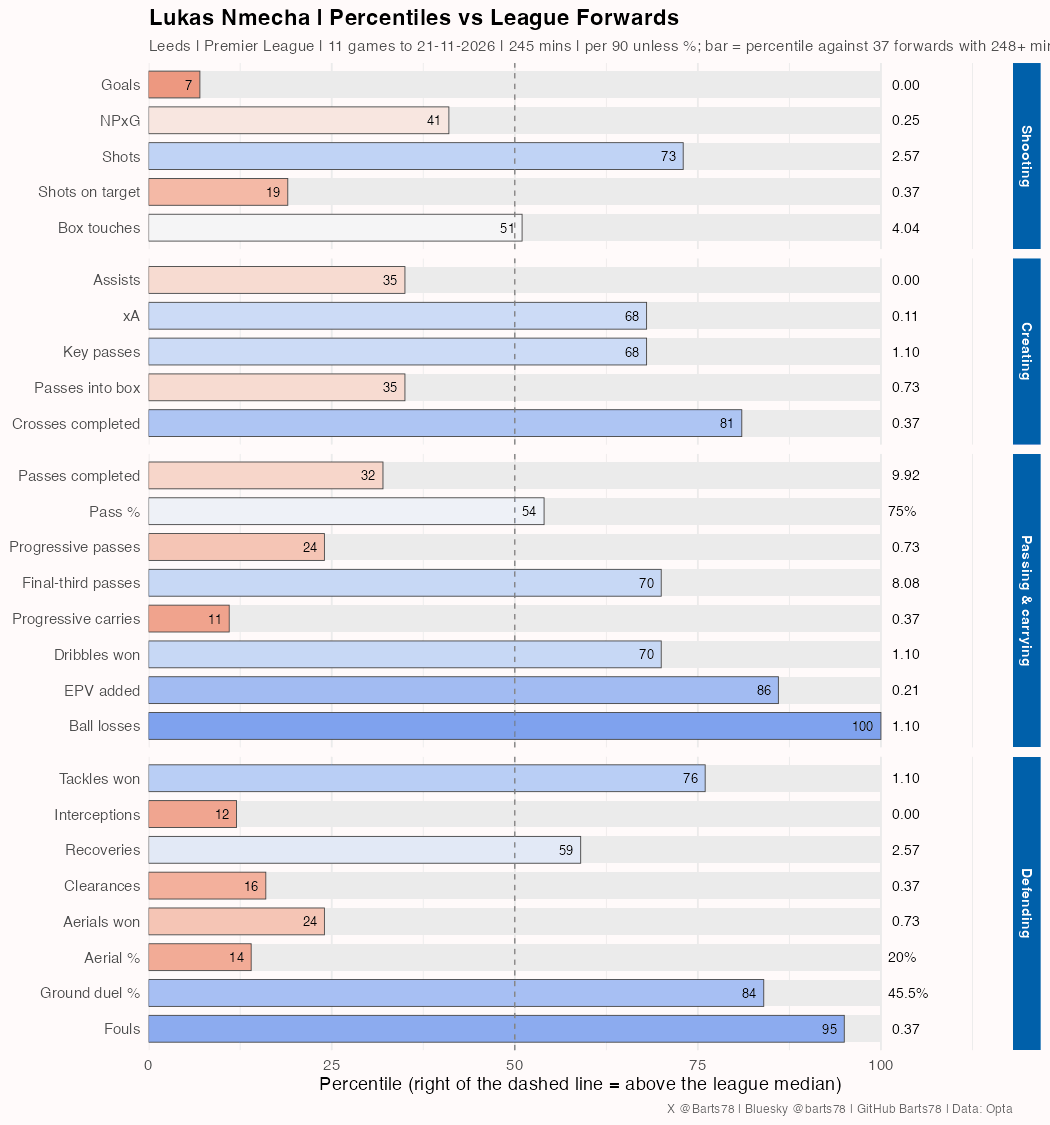 Lukas Nmecha | Percentiles vs League Forwards
Leeds | Premier League | 11 games to 21-11-2026 | 245 mins | per 90 unless %; bar = percentile against 37 forwards with 248+
Goals 7 0.00
NPxG 41 0.25
Shots 73 2.57
Shots on target 19 0.37
Box touches 51 4.04
Shooting
Assists 35 0.00
xA 68 0.11
Key passes 68 1.10
Passes into box 35 0.73
Crosses completed 81 0.37
Creating
Passes completed 32 9.92
Pass % 54 75%
Progressive passes 24 0.73
Final-third passes 70 8.08
Progressive carries 11 0.37
Dribbles won 70 1.10
EPV added 86 0.21
Ball losses 100 1.10
Passing & carrying
Tackles won 76 1.10
Interceptions 12 0.00
Recoveries 59 2.57
Clearances 16 0.37
Aerials won 24 0.73
Aerial % 14 20%
Ground duel % 84 45.5%
Fouls 95 0.37
Defending
0 25 50 75 100
Percentile (right of the dashed line = above the league median)
X @Barts78 | Bluesky @barts78 | GitHub Barts78 | Data: Opta